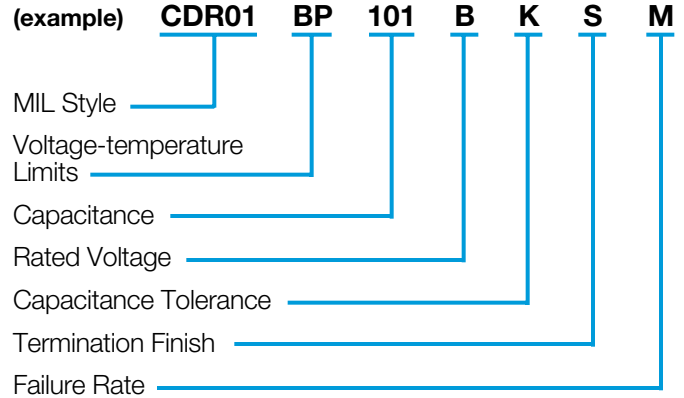 (example) CDR01 BP 101 B K S M
MIL Style
Voltage-temperature
Limits
Capacitance
Rated Voltage
Capacitance Tolerance
Termination Finish
Failure Rate